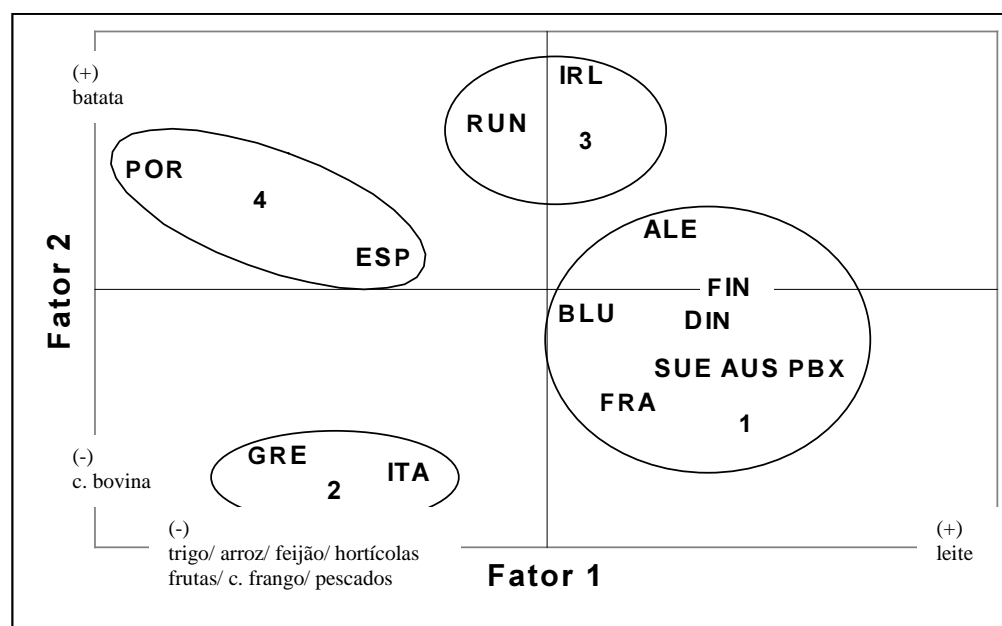 (+)
batata
IRL
RUN
3
POR
4
ALE
ESP
FIN
BLU
DIN
SUE AUS PBX
FRA
1
Fator 2
(-)
c. bovina
GRE
ITA
2
(-)
trigo/ arroz/ feijão/ hortícolas
frutas/ c. frango/ pescados
(+)
leite
Fator 1